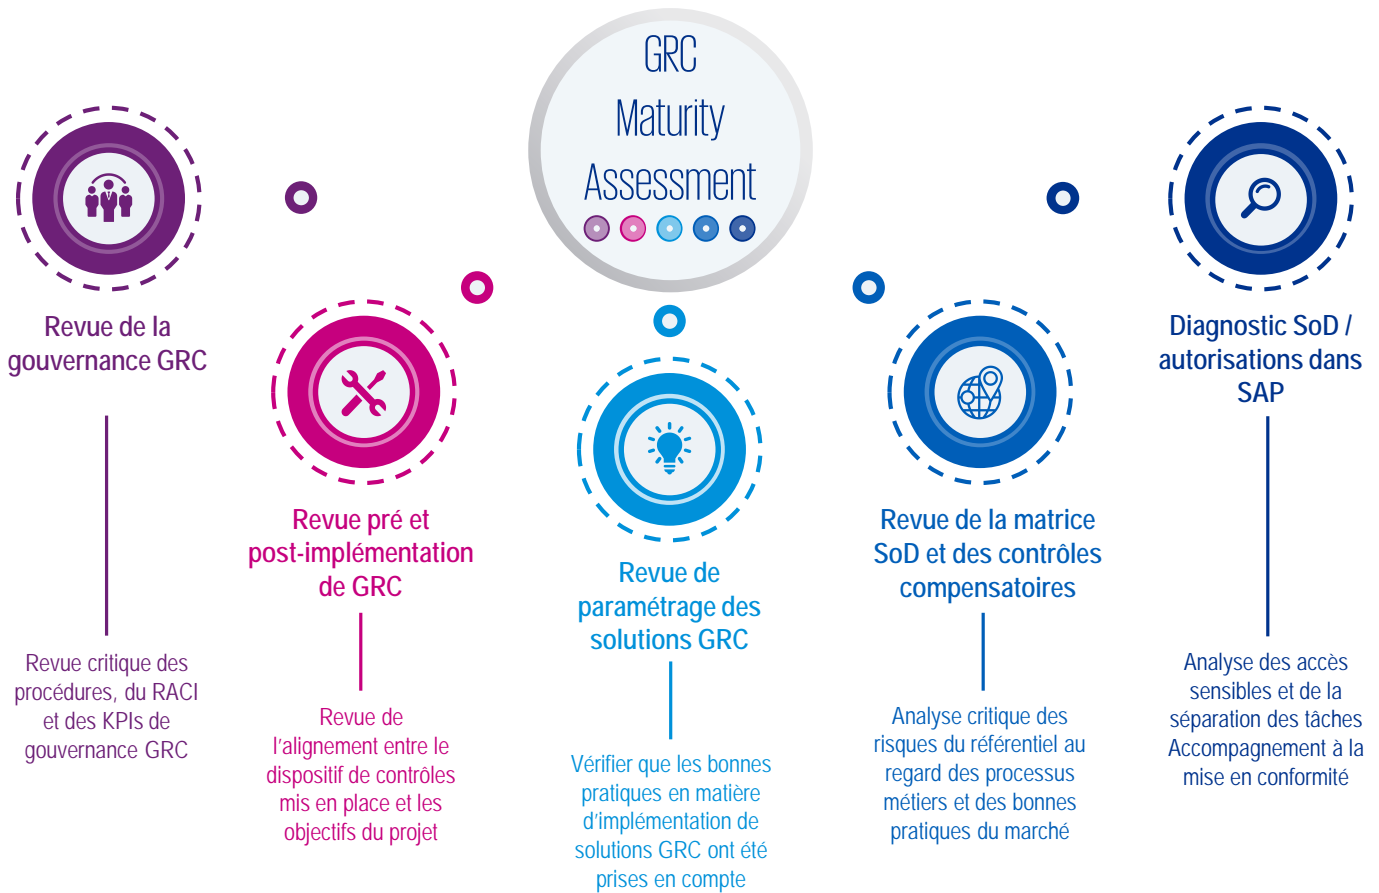 GRC
Maturity
Assessment
Revue de la
gouvernance GRC
Revue critique des
procédures, du RACI
et des KPIs de
gouvernance GRC
Revue pré et
post-implémentation
de GRC
Revue de
l'alignement entre le
dispositif de contrôles
mis en place et les
objectifs du projet
Revue de
paramétrage des
solutions GRC
Vérifier que les bonnes
pratiques en matière
d'implémentation de
solutions GRC ont été
prises en compte
Revue de la matrice
SoD et des contrôles
compensatoires
Analyse critique des
risques du référentiel au
regard des processus
métiers et des bonnes
pratiques du marché
Diagnostic SoD /
autorisations dans
SAP
Analyse des accès
sensibles et de la
séparation des tâches
Accompagnement à la
mise en conformité